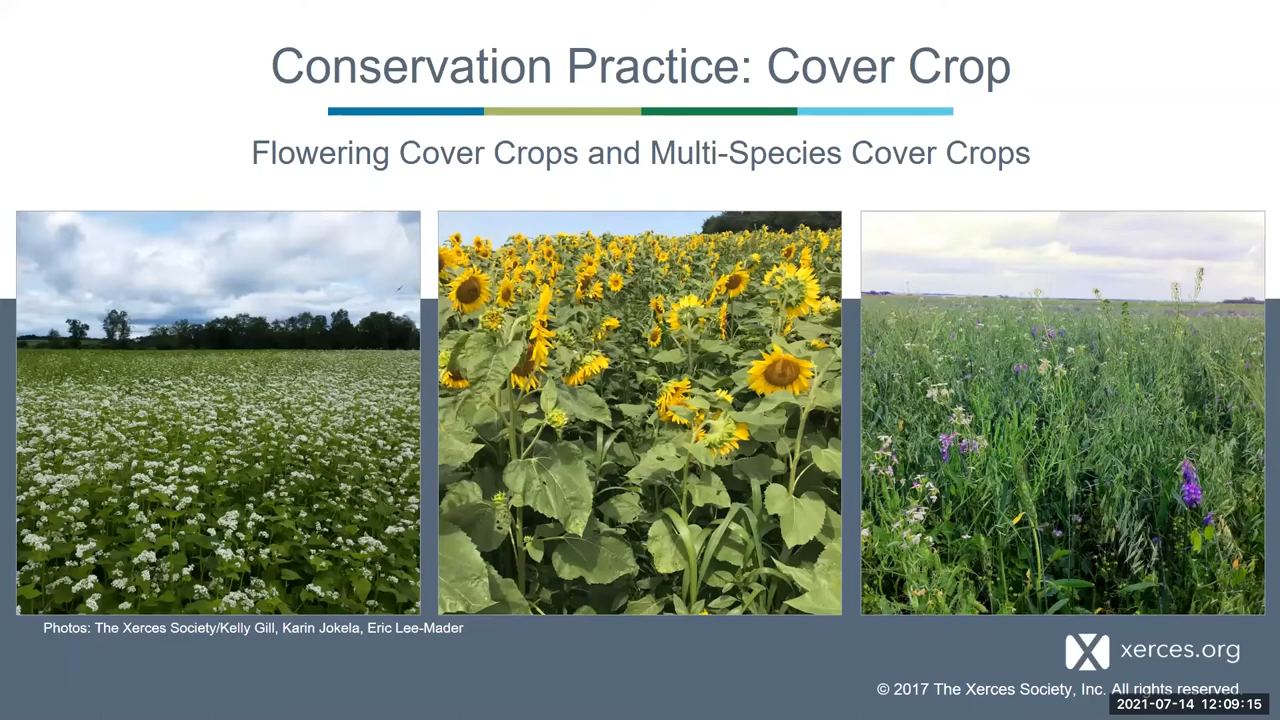 Conservation Practice: Cover Crop
Flowering Cover Crops and Multi-Species Cover Crops
Photos: The Xerces Society/Kelly Gill, Karin Jokela, Eric Lee-Mader
xerces.org
© 2017 The Xerces Society, Inc. All rights reserved.
2021-07-14 12:09:15